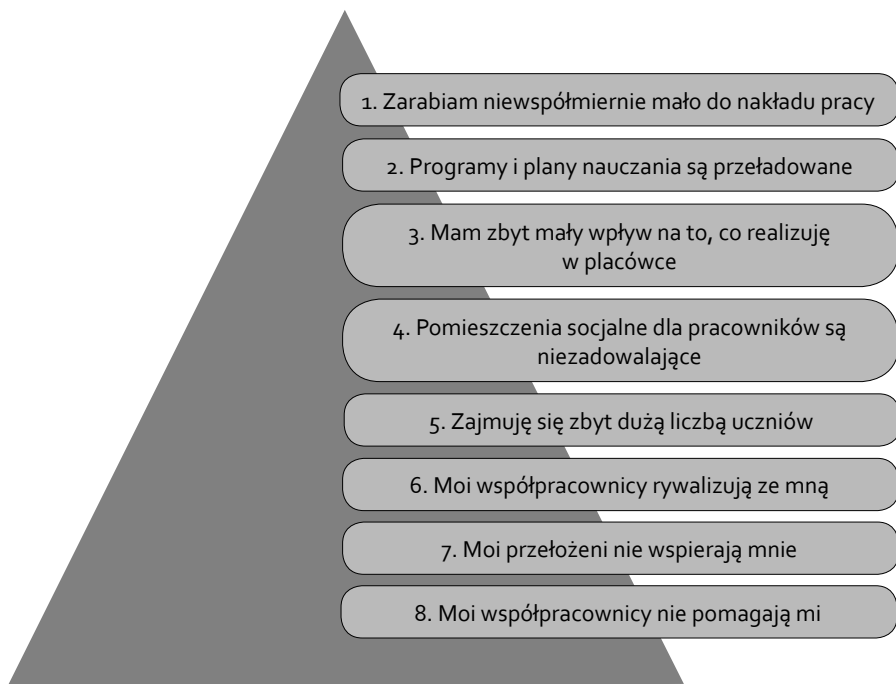 1. Zarabiam niewspółmiernie mało do nakładu pracy
2. Programy i plany nauczania są przeładowane
3. Mam zbyt mały wpływ na to, co realizuję
w placówce
4. Pomieszczenia socjalne dla pracowników są
niezadowalające
5. Zajmuję się zbyt dużą liczbą uczniów
6. Moi współpracownicy rywalizują ze mną
7. Moi przełożeni nie wspierają mnie
8. Moi współpracownicy nie pomagają mi